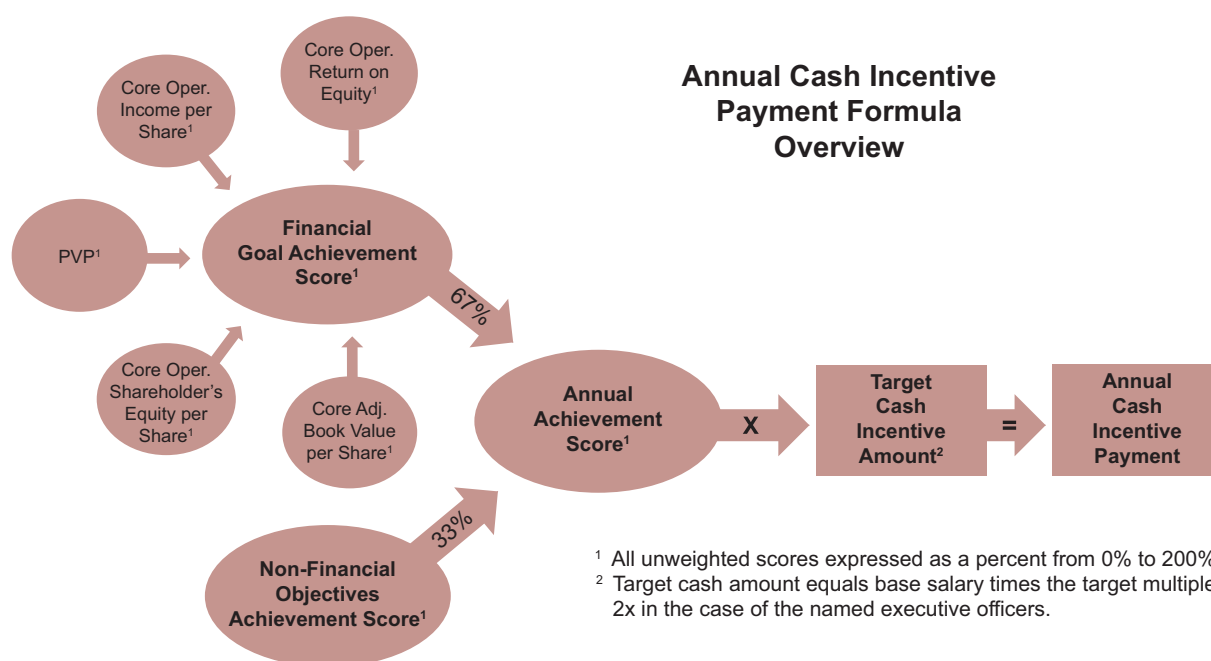 Annual Cash Incentive
Payment Formula
Overview
Core Oper.
Return on
Equity¹
Core Oper.
Income per
Share¹
PVP¹
Financial
Goal Achievement
Score¹
67%
Core Oper.
Shareholder's
Equity per
Share¹
Core Adj.
Book Value
per Share¹
Annual
Achievement
Score¹
X
Target
Cash
Incentive
Amount²
=
Annual
Cash
Incentive
Payment
33%
Non-Financial
Objectives
Achievement Score¹
¹ All unweighted scores expressed as a percent from 0% to 200%
² Target cash amount equals base salary times the target multiple
2x in the case of the named executive officers.